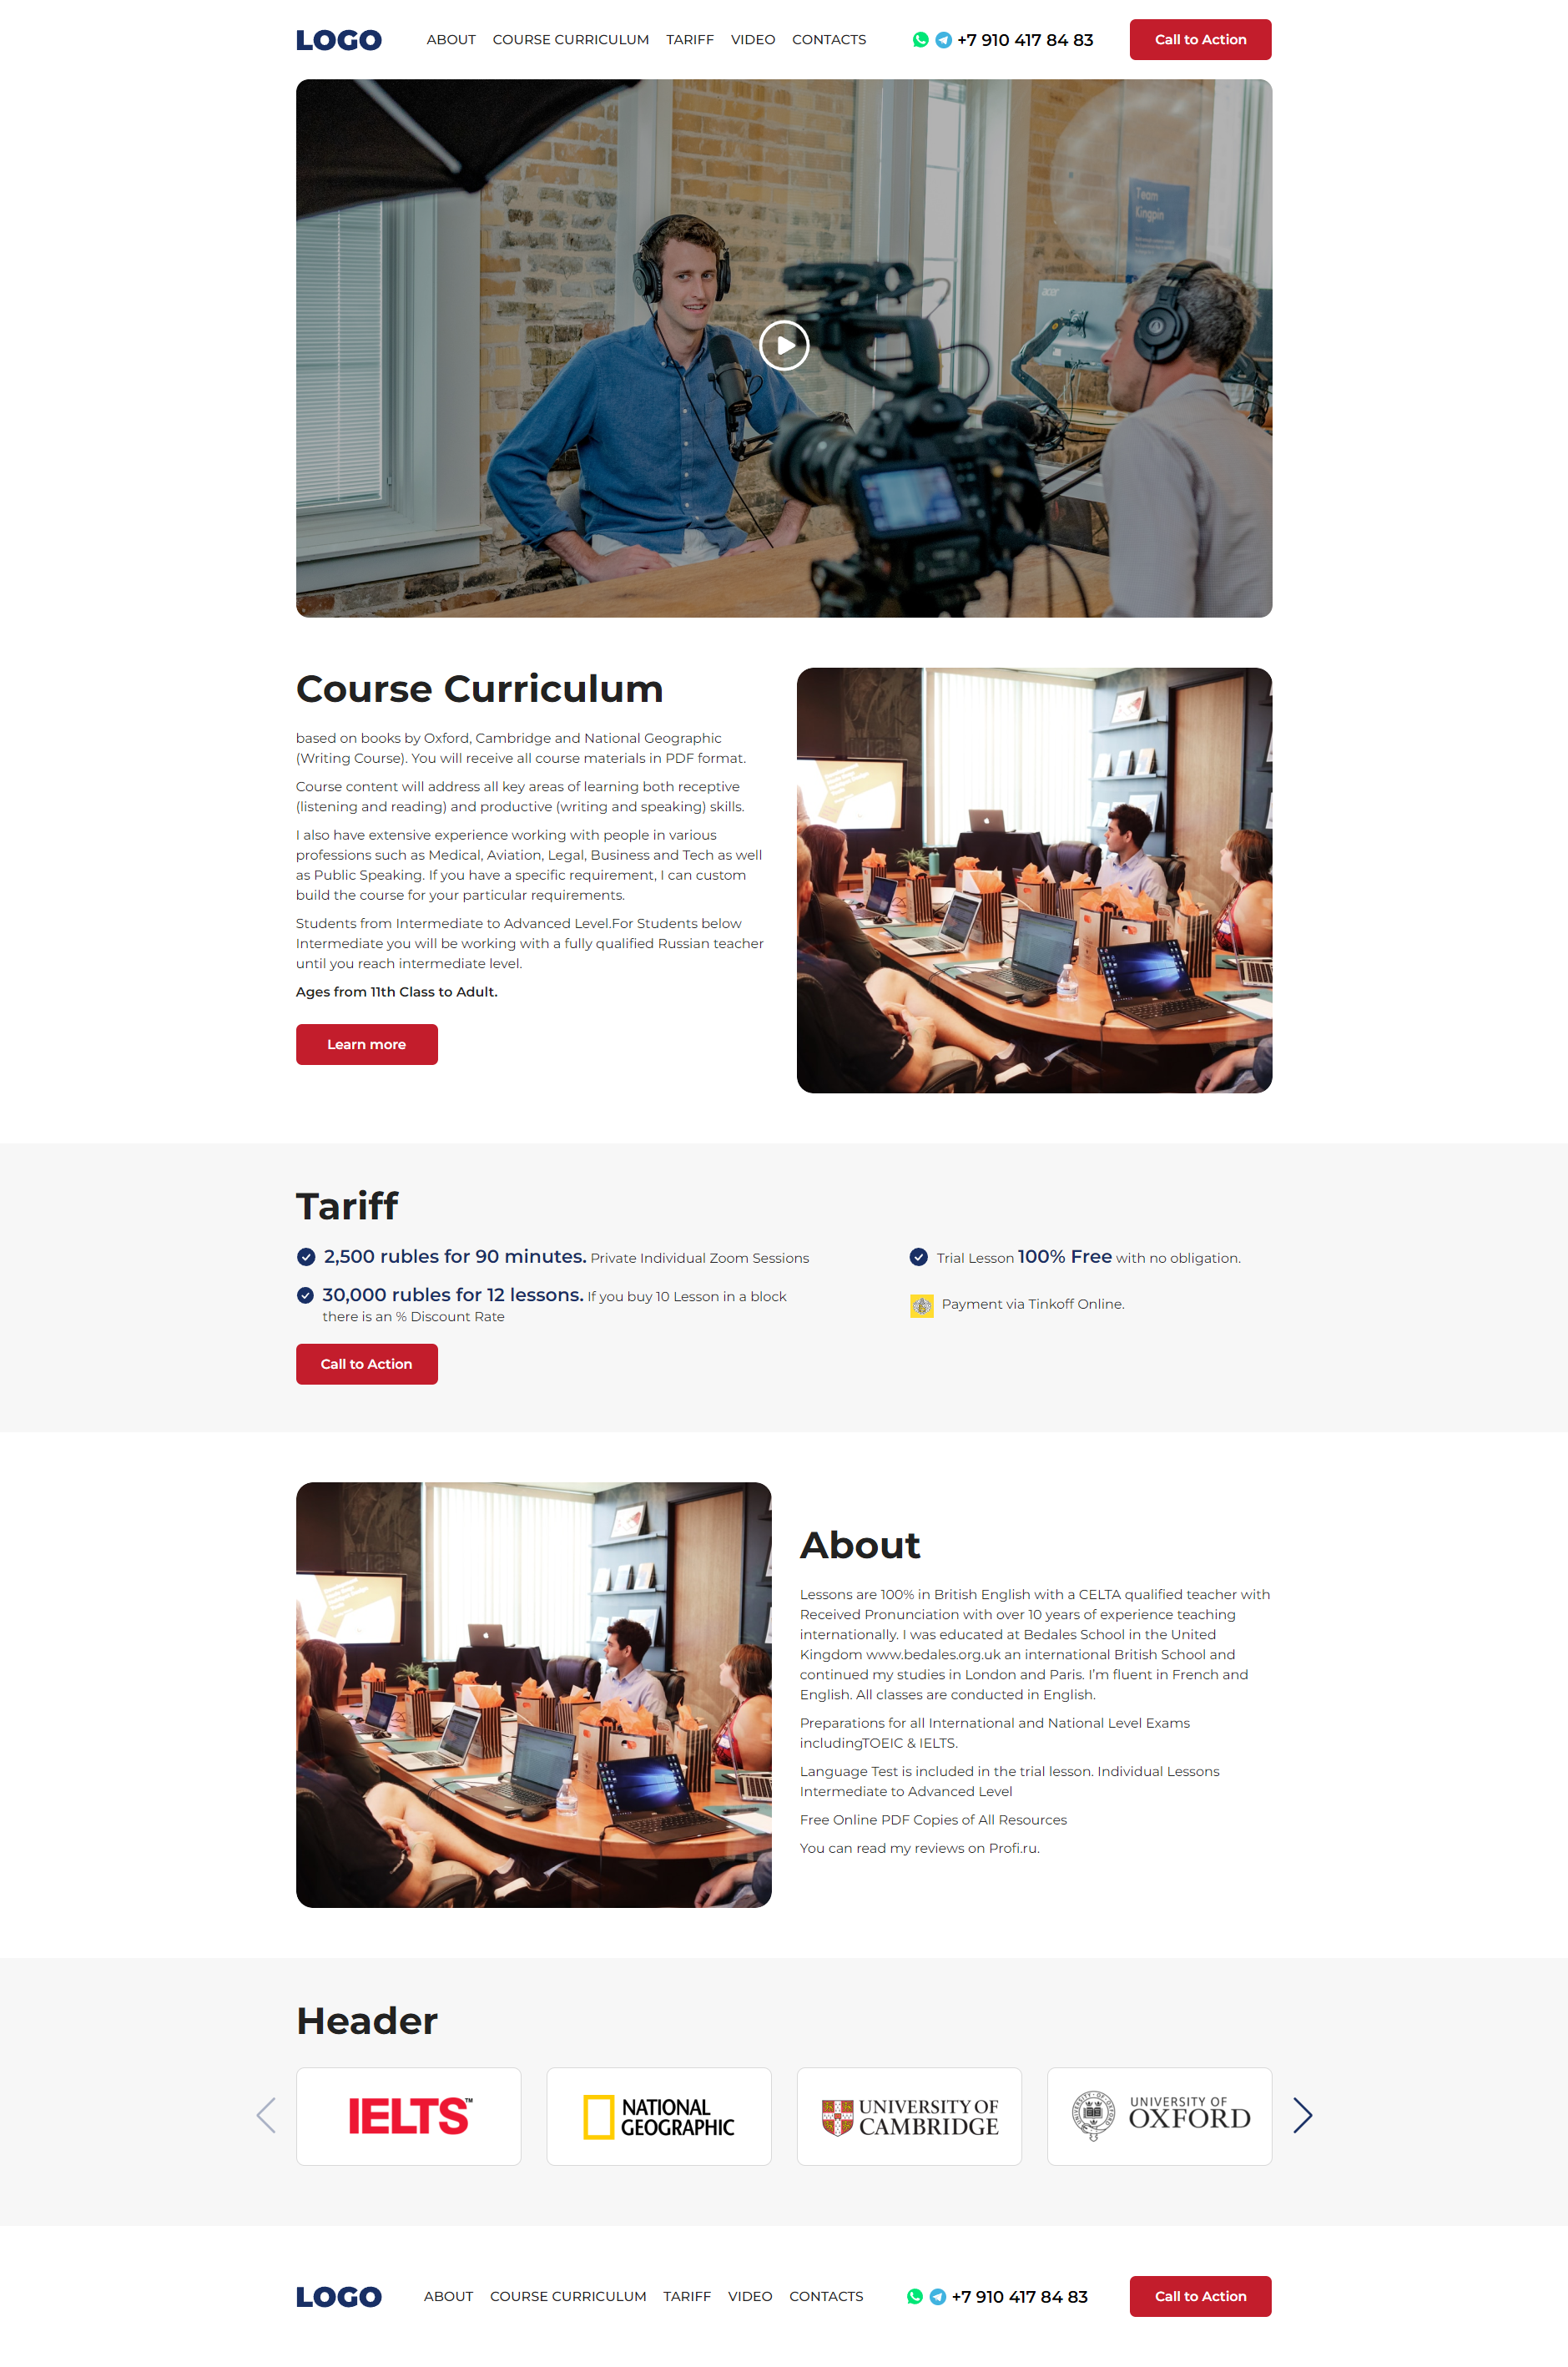 LOGO
ABOUT COURSE CURRICULUM TARIFF VIDEO CONTACTS
+7 910 417 84 83
Call to Action
Team
Kingpin
acer
Course Curriculum
based on books by Oxford, Cambridge and National Geographic
(Writing Course). You will receive all course materials in PDF format.
Course content will address all key areas of learning both receptive
(listening and reading) and productive (writing and speaking) skills.
I also have extensive experience working with people in various
professions such as Medical, Aviation, Legal, Business and Tech as well
as Public Speaking. If you have a specific requirement, I can custom
build the course for your particular requirements.
Students from Intermediate to Advanced Level.For Students below
Intermediate you will be working with a fully qualified Russian teacher
until you reach intermediate level.
Ages from 11th Class to Adult.
Learn more
Tariff
2,500 rubles for 90 minutes. Private Individual Zoom Sessions
30,000 rubles for 12 lessons. If you buy 10 Lesson in a block
there is an % Discount Rate
Trial Lesson 100% Free with no obligation.
Payment via Tinkoff Online.
Call to Action
About
Lessons are 100% in British English with a CELTA qualified teacher with
Received Pronunciation with over 10 years of experience teaching
internationally. I was educated at Bedales School in the United
Kingdom www.bedales.org.uk an international British School and
continued my studies in London and Paris. I'm fluent in French and
English. All classes are conducted in English.
Preparations for all International and National Level Exams
includingTOEIC & IELTS.
Language Test is included in the trial lesson. Individual Lessons
Intermediate to Advanced Level
Free Online PDF Copies of All Resources
You can read my reviews on Profi.ru.
Header
IELTS™
NATIONAL
GEOGRAPHIC
UNIVERSITY OF
CAMBRIDGE
UNIVERSITY OF
OXFORD
LOGO
ABOUT COURSE CURRICULUM TARIFF VIDEO CONTACTS
+7 910 417 84 83
Call to Action